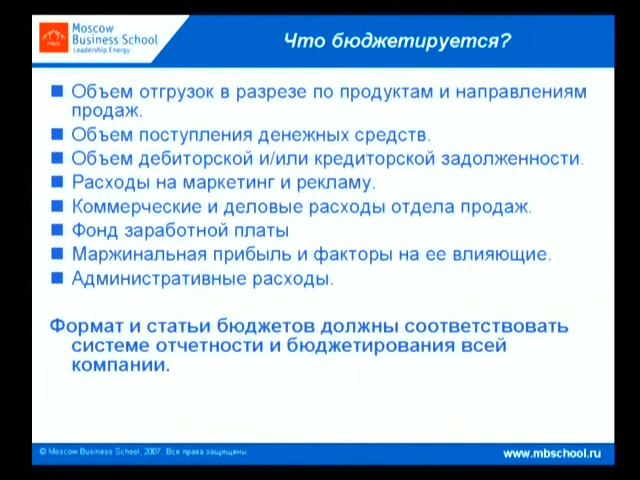 Moscow
Business School
Leadership Energy
Что бюджетируется?
Объем отгрузок в разрезе по продуктам и направлениям
продаж.
Объем поступления денежных средств.
Объем дебиторской и/или кредиторской задолженности.
Расходы на маркетинг и рекламу.
Коммерческие и деловые расходы отдела продаж.
Фонд заработной платы
Маржинальная прибыль и факторы на ее влияющие.
Административные расходы.
Формат и статьи бюджетов должны соответствовать
системе отчетности и бюджетирования всей
компании.
© Moscow Business School, 2007. Все права защищены.
www.mbschool.ru